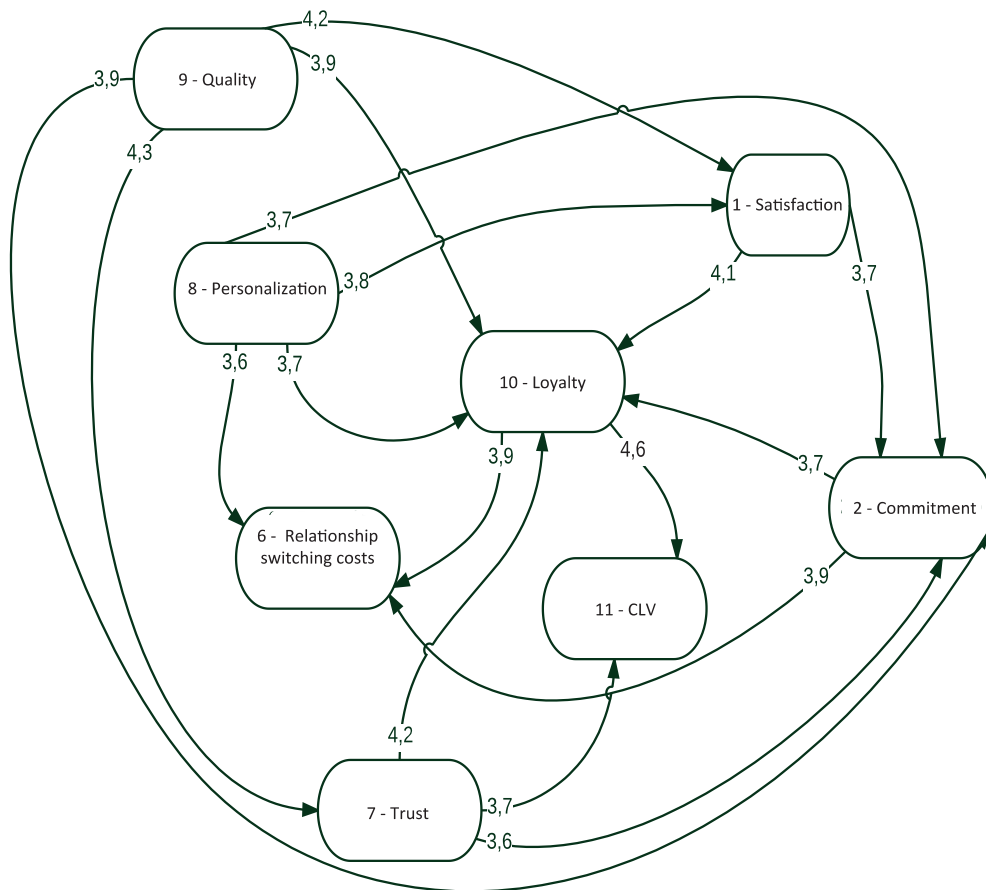 4,2
3,9
3,9
9 - Quality
4,3
1 - Satisfaction
3,7
3,8
8 - Personalization
4,1
3,7
3,6
3,7
10 - Loyalty
3,9
4,6
3,7
2 - Commitment
6 - Relationship
switching costs
3,9
11 - CLV
4,2
7 - Trust
3,7
3,6